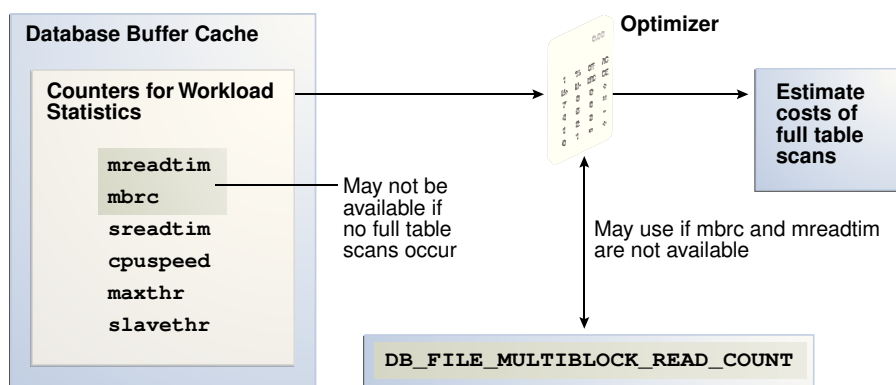 Database Buffer Cache
Counters for Workload
Statistics
mreadtim
mbrc
sreadtim
cpuspeed
maxthr
slavethr
May not be
available if
no full table
scans occur
Optimizer
Estimate
costs of
full table
scans
May use if mbrc and mreadtim
are not available
DB_FILE_MULTIBLOCK_READ_COUNT